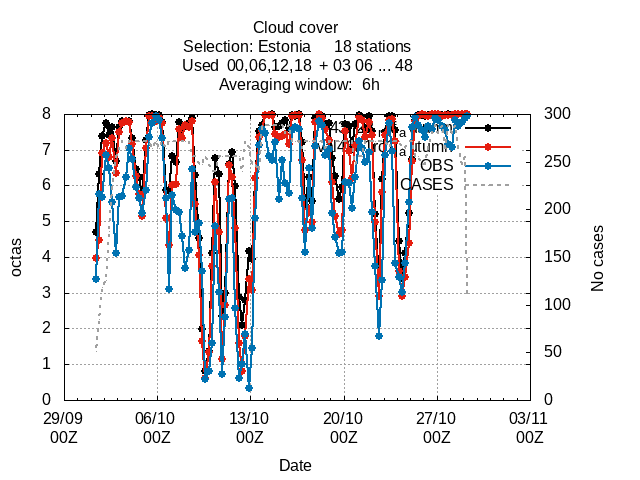 Cloud cover
Selection: Estonia 18 stations
Used 00,06,12,18 + 03 06 ... 48
Averaging window: 6h
OBS
CASES
octas
No cases
8
7
6
5
4
3
2
1
0
300
250
200
150
100
50
0
29/09 06/10 13/10 20/10 27/10 03/11
00Z 00Z 00Z 00Z 00Z 00Z
Date